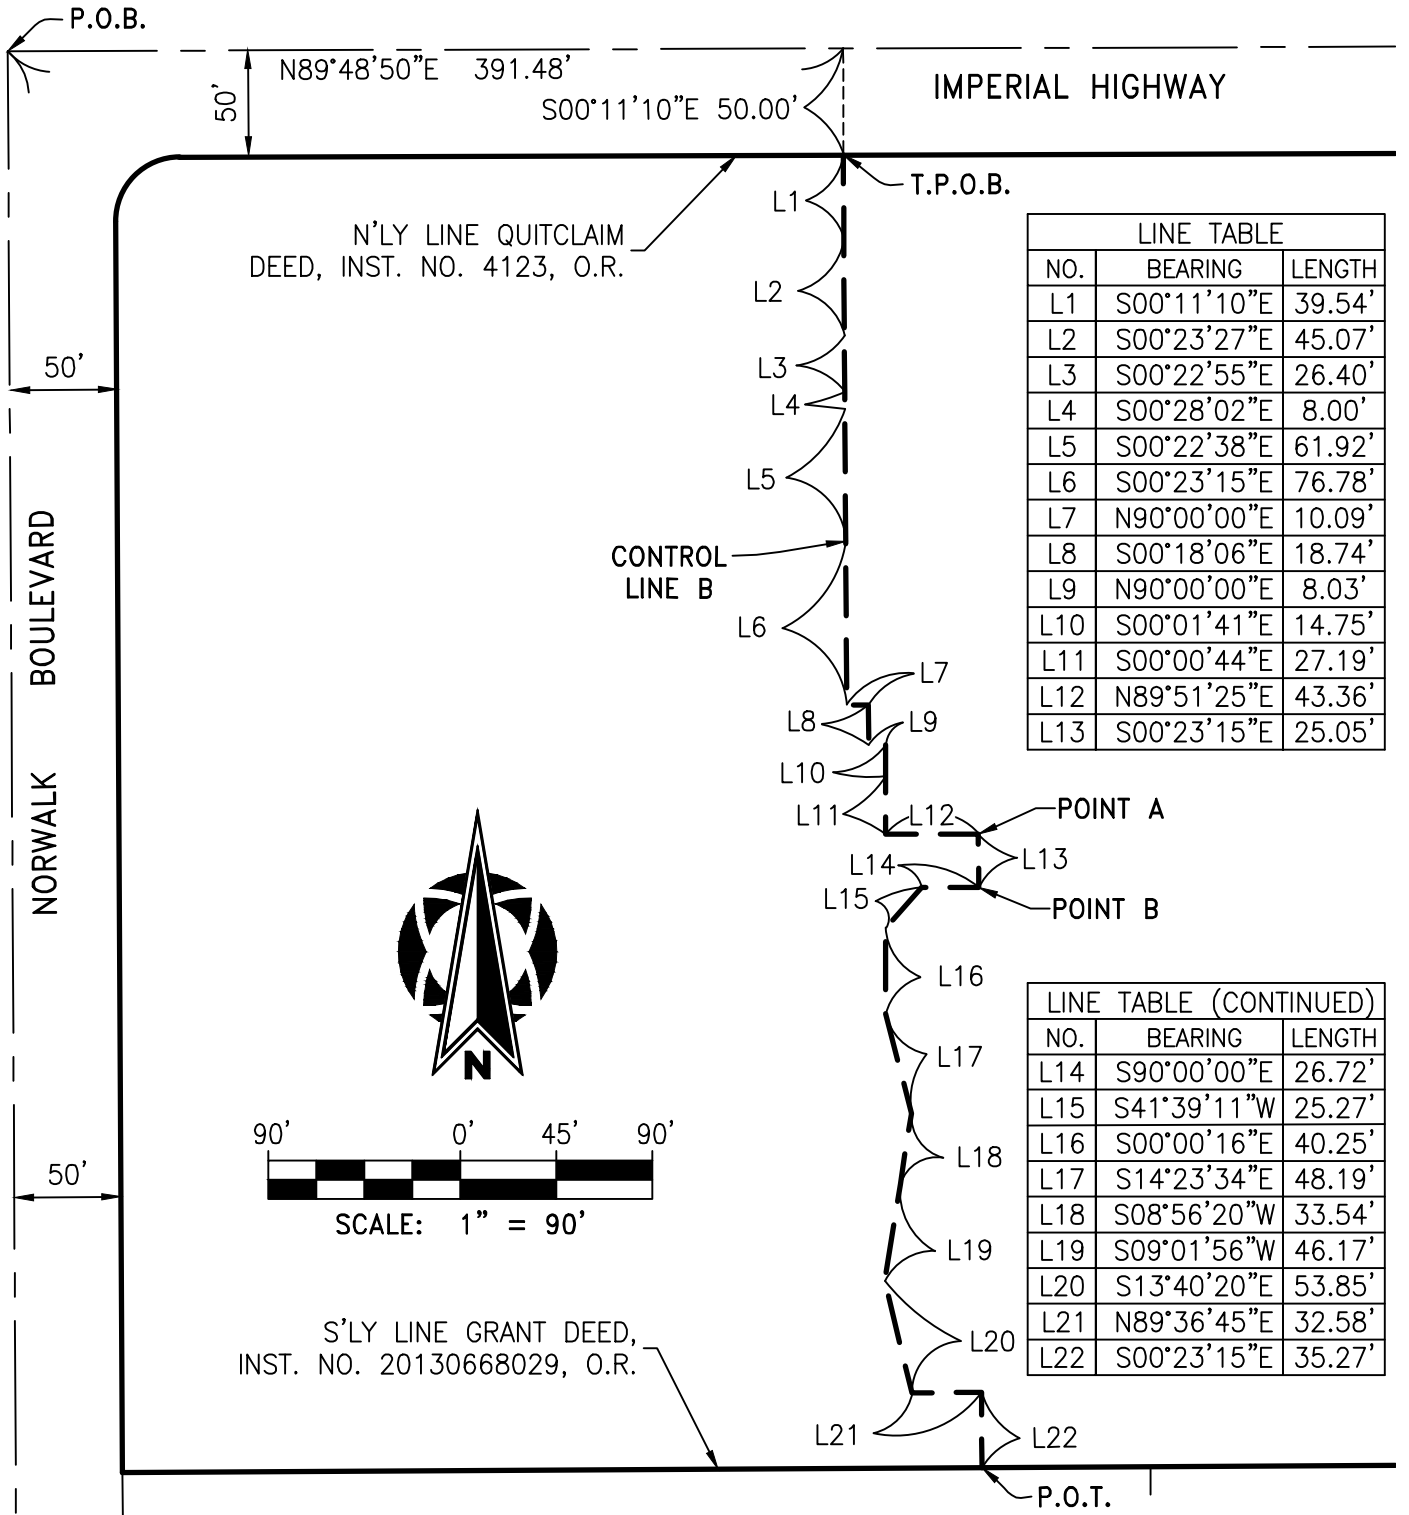 P.O.B.
N89°48'50"E 391.48'
IMPERIAL HIGHWAY
50'
S00°11'10"E 50.00'
T.P.O.B.
L1
N'LY LINE QUITCLAIM
DEED, INST. NO. 4123, O.R.
L2
50'
L3
L4
L5
CONTROL
LINE B
L6
L7
L8
L9
L10
L11
L12
POINT A
L13
L14
L15
POINT B
L16
L17
L18
L19
L20
L21
L22
P.O.T.
NORWALK BOULEVARD
N
90' 0' 45' 90'
SCALE: 1" = 90'
50'
S'LY LINE GRANT DEED,
INST. NO. 20130668029, O.R.
LINE TABLE
NO. BEARING LENGTH
L1 S00°11'10"E 39.54'
L2 S00°23'27"E 45.07'
L3 S00°22'55"E 26.40'
L4 S00°28'02"E 8.00'
L5 S00°22'38"E 61.92'
L6 S00°23'15"E 76.78'
L7 N90°00'00"E 10.09'
L8 S00°18'06"E 18.74'
L9 N90°00'00"E 8.03'
L10 S00°01'41"E 14.75'
L11 S00°00'44"E 27.19'
L12 N89°51'25"E 43.36'
L13 S00°23'15"E 25.05'
LINE TABLE (CONTINUED)
NO. BEARING LENGTH
L14 S90°00'00"E 26.72'
L15 S41°39'11"W 25.27'
L16 S00°00'16"E 40.25'
L17 S14°23'34"E 48.19'
L18 S08°56'20"W 33.54'
L19 S09°01'56"W 46.17'
L20 S13°40'20"E 53.85'
L21 N89°36'45"E 32.58'
L22 S00°23'15"E 35.27'